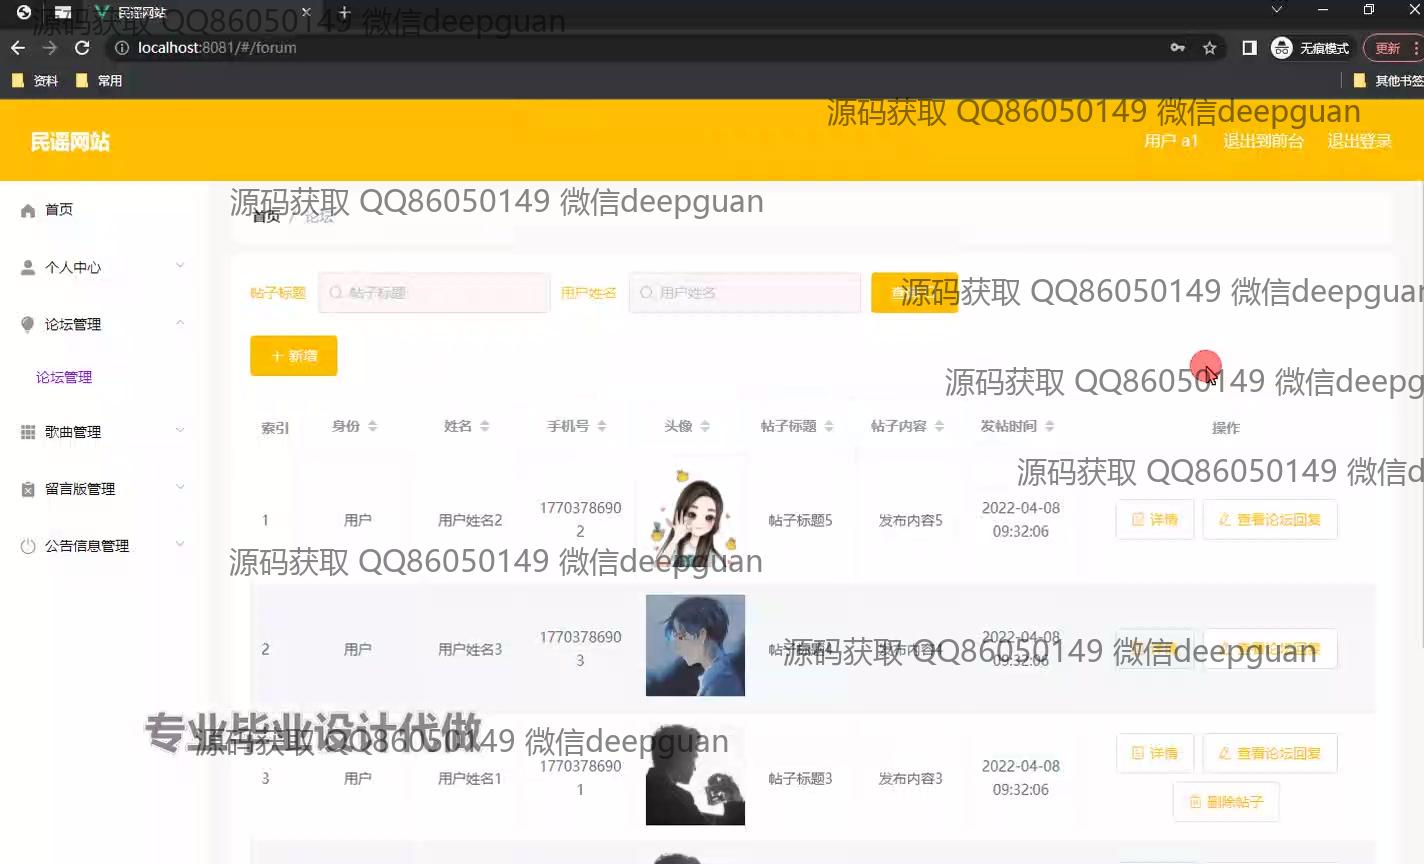 民谣网站
源码获取 QQ86050149 微信deepguan
localhost:8081/#/forum
无痕模式
更新
资料
常用
其他书签
源码获取 QQ86050149 微信deepguan
民谣网站
用户 a1
退出到前台
退出登录
首页
源码获取 QQ86050149 微信deepguan
首页 / 论坛
个人中心
帖子标题
帖子标题
用户姓名
用户姓名
源码获取 QQ86050149 微信deepguan
论坛管理
+ 新增
论坛管理
源码获取 QQ86050149 微信deepg
索引 身份 姓名 手机号 头像 帖子标题 帖子内容 发帖时间 操作
歌曲管理
源码获取 QQ86050149 微信d
留言版管理
1 用户 用户姓名2 17703786902 帖子标题5 发布内容5 2022-04-08 09:32:06 详情 查看论坛回复
公告信息管理
源码获取 QQ86050149 微信deepguan
2 用户 用户姓名3 17703786903 帖子标题4 发布内容4 2022-04-08 09:32:06 详情 查看论坛回复
源码获取 QQ86050149 微信deepguan
专业毕业设计代做
源码获取 QQ86050149 微信deepguan
3 用户 用户姓名1 17703786901 帖子标题3 发布内容3 2022-04-08 09:32:06 详情 查看论坛回复
删除帖子